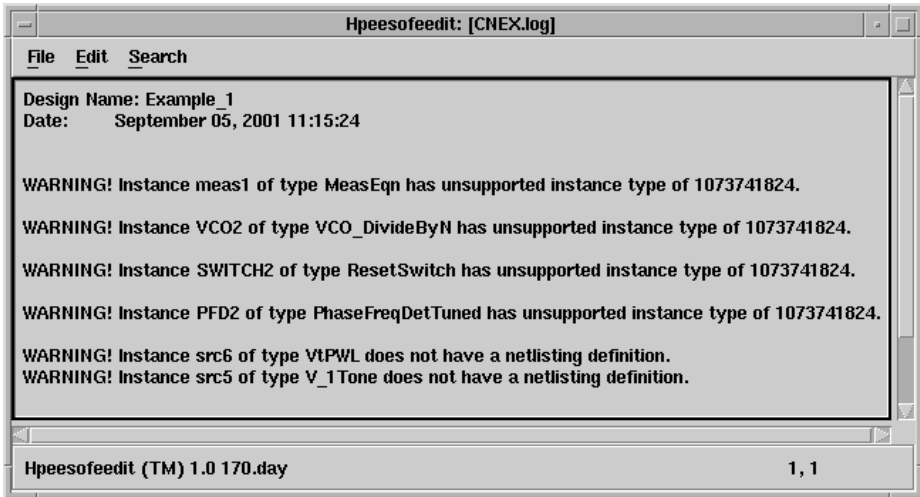 Hpeesofeedit: [CNEX.log]
File Edit Search
Design Name: Example_1
Date: September 05, 2001 11:15:24
WARNING! Instance meas1 of type MeasEqn has unsupported instance type of 1073741824.
WARNING! Instance VCO2 of type VCO_DivideByN has unsupported instance type of 1073741824.
WARNING! Instance SWITCH2 of type ResetSwitch has unsupported instance type of 1073741824.
WARNING! Instance PFD2 of type PhaseFreqDetTuned has unsupported instance type of 1073741824.
WARNING! Instance src6 of type VtPWL does not have a netlisting definition.
WARNING! Instance src5 of type V_1Tone does not have a netlisting definition.
Hpeesofeedit (TM) 1.0 170.day 1, 1